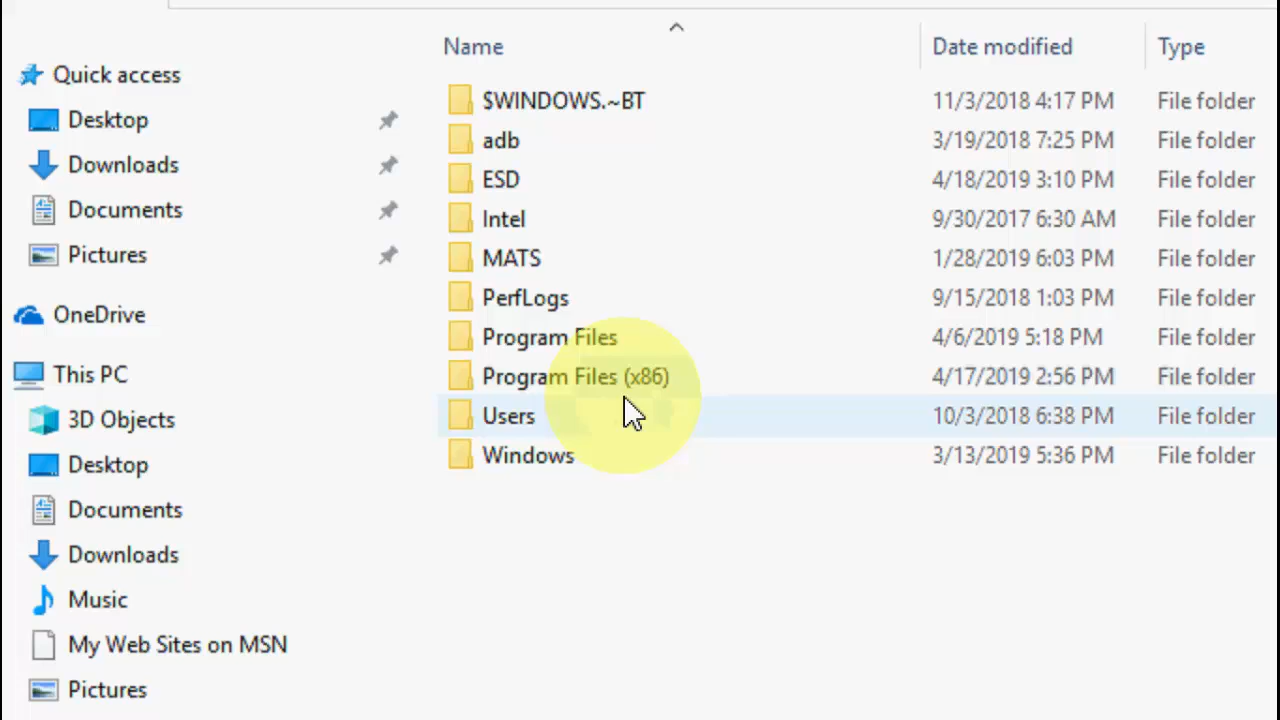 Name Date modified Type
Quick access
Desktop
Downloads
Documents
Pictures
OneDrive
This PC
3D Objects
Desktop
Documents
Downloads
Music
My Web Sites on MSN
Pictures
$WINDOWS.~BT 11/3/2018 4:17 PM File folder
adb 3/19/2018 7:25 PM File folder
ESD 4/18/2019 3:10 PM File folder
Intel 9/30/2017 6:30 AM File folder
MATS 1/28/2019 6:03 PM File folder
PerfLogs 9/15/2018 1:03 PM File folder
Program Files 4/6/2019 5:18 PM File folder
Program Files (x86) 4/17/2019 2:56 PM File folder
Users 10/3/2018 6:38 PM File folder
Windows 3/13/2019 5:36 PM File folder